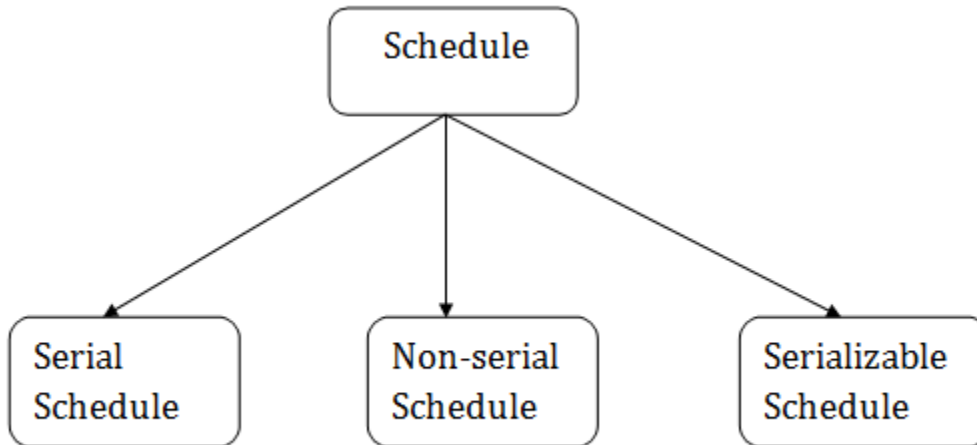 Schedule
Serial
Schedule
Non-serial
Schedule
Serializable
Schedule